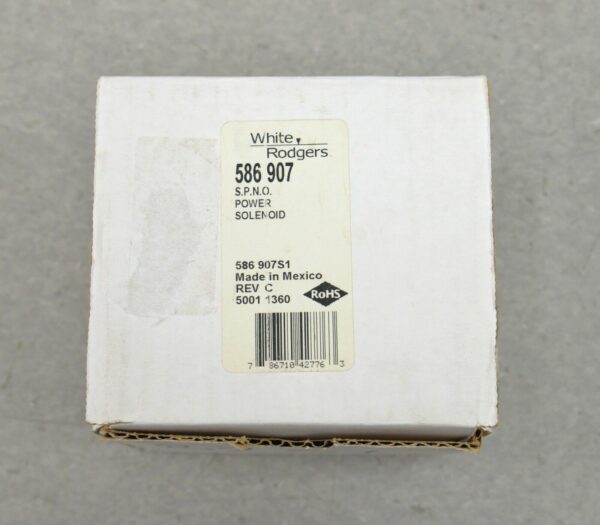 White
Rodgers
586 907
S.P.N.O.
POWER
SOLENOID
586 907S1
Made in Mexico
REV C
5001 1360
RoHS
7 86710 42776 3